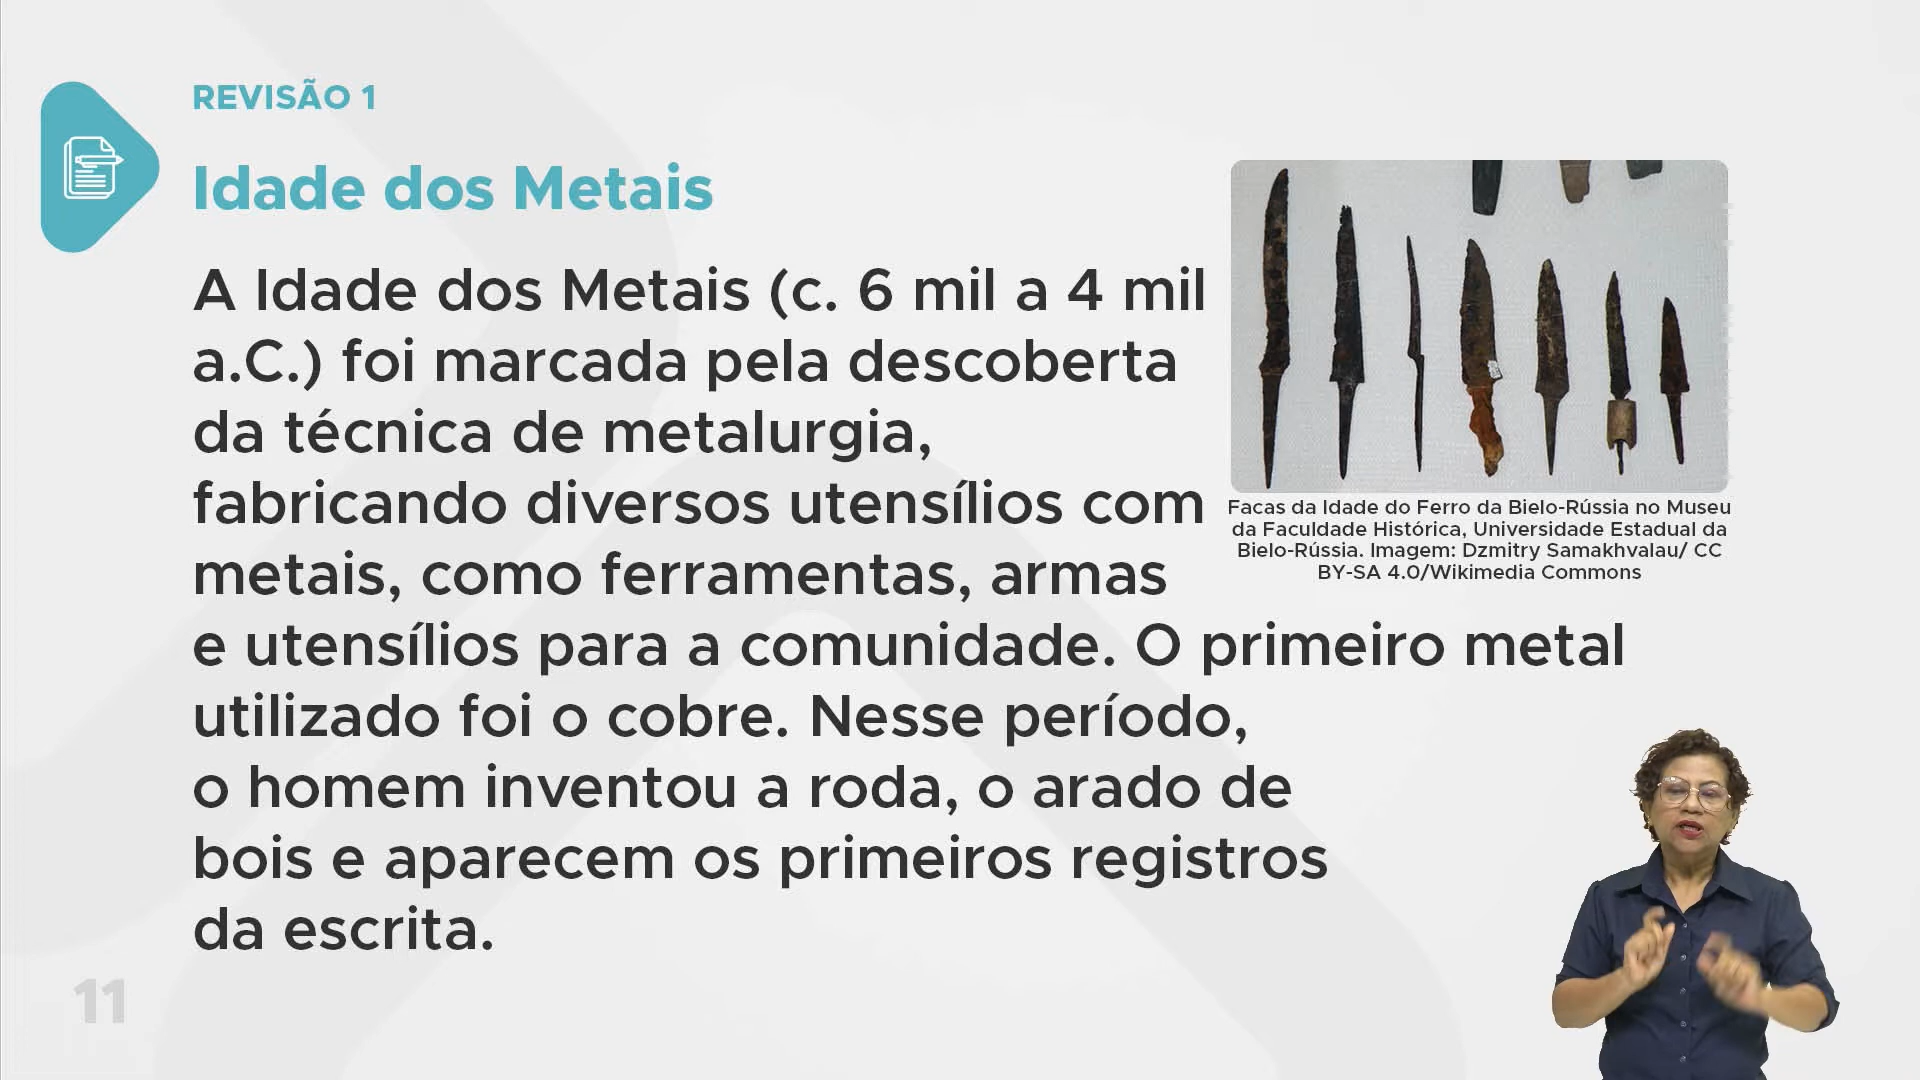 REVISÃO 1
Idade dos Metais
A Idade dos Metais (c. 6 mil a 4 mil
a.C.) foi marcada pela descoberta
da técnica de metalurgia,
fabricando diversos utensílios com
metais, como ferramentas, armas
e utensílios para a comunidade. O primeiro metal
utilizado foi o cobre. Nesse período,
o homem inventou a roda, o arado de
bois e aparecem os primeiros registros
da escrita.
Facas da Idade do Ferro da Bielo-Rússia no Museu
da Faculdade Histórica, Universidade Estadual da
Bielo-Rússia. Imagem: Dzmitry Samakhvalau/ CC
BY-SA 4.0/Wikimedia Commons
11